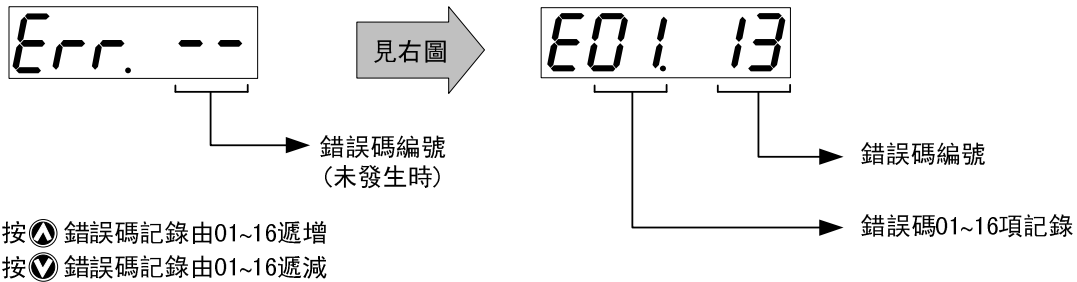 Err. --
見右圖
E01. 13
錯誤碼編號
(未發生時)
錯誤碼編號
錯誤碼01~16項記錄
按 錯誤碼記錄由01~16遞增
按 錯誤碼記錄由01~16遞減